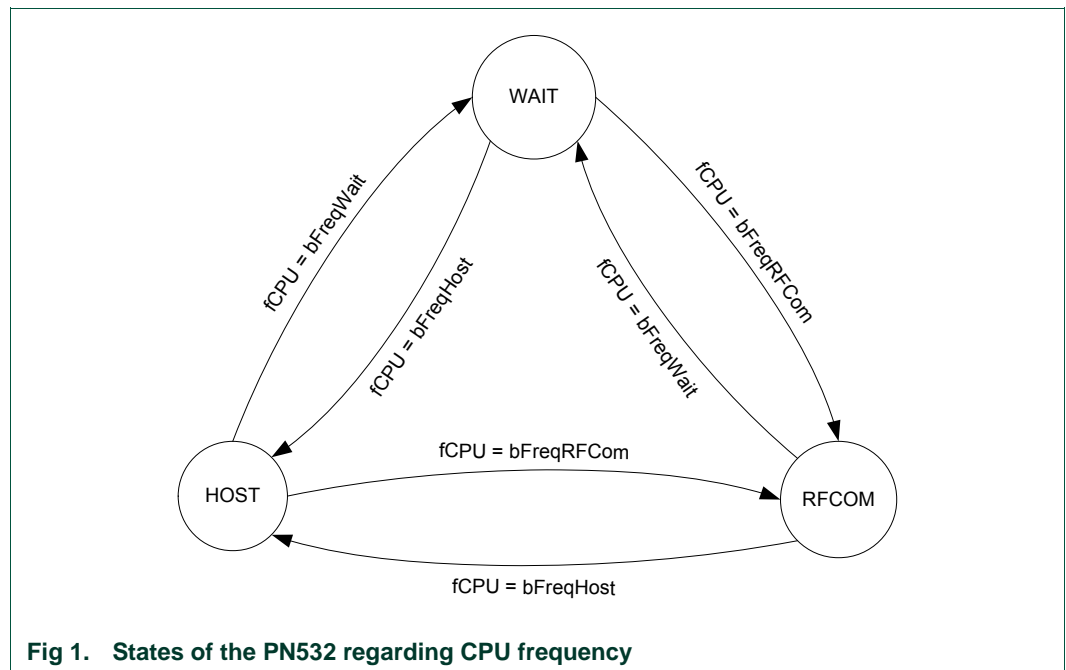 WAIT
fCPU = bFreqWait
fCPU = bFreqHost
fCPU = bFreqWait
fCPU = bFreqRFCom
HOST
fCPU = bFreqRFCom
RFCOM
fCPU = bFreqHost
Fig 1. States of the PN532 regarding CPU frequency